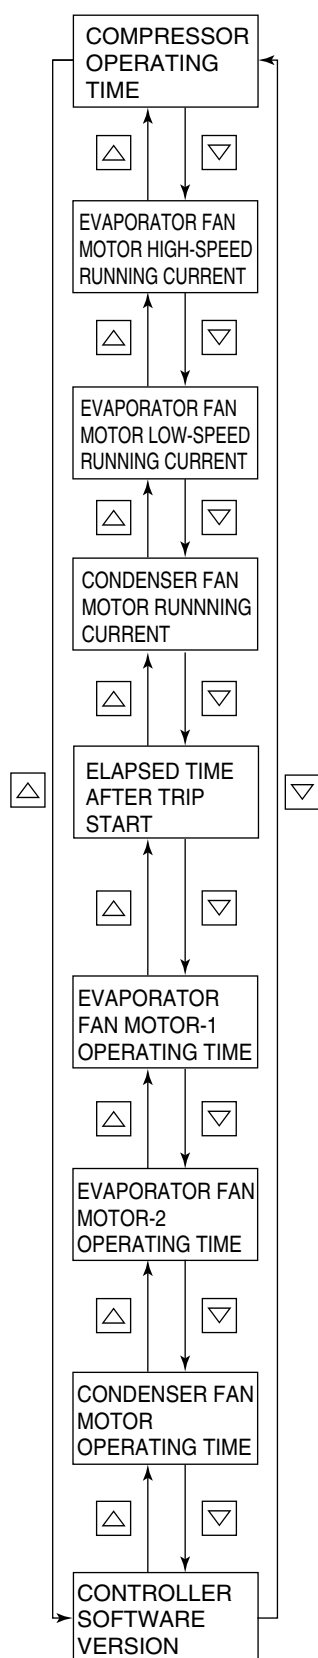 COMPRESSOR
OPERATING
TIME
EVAPORATOR FAN
MOTOR HIGH-SPEED
RUNNING CURRENT
EVAPORATOR FAN
MOTOR LOW-SPEED
RUNNING CURRENT
CONDENSER FAN
MOTOR RUNNNING
CURRENT
ELAPSED TIME
AFTER TRIP
START
EVAPORATOR
FAN MOTOR-1
OPERATING TIME
EVAPORATOR FAN
MOTOR-2
OPERATING TIME
CONDENSER FAN
MOTOR
OPERATING TIME
CONTROLLER
SOFTWARE
VERSION